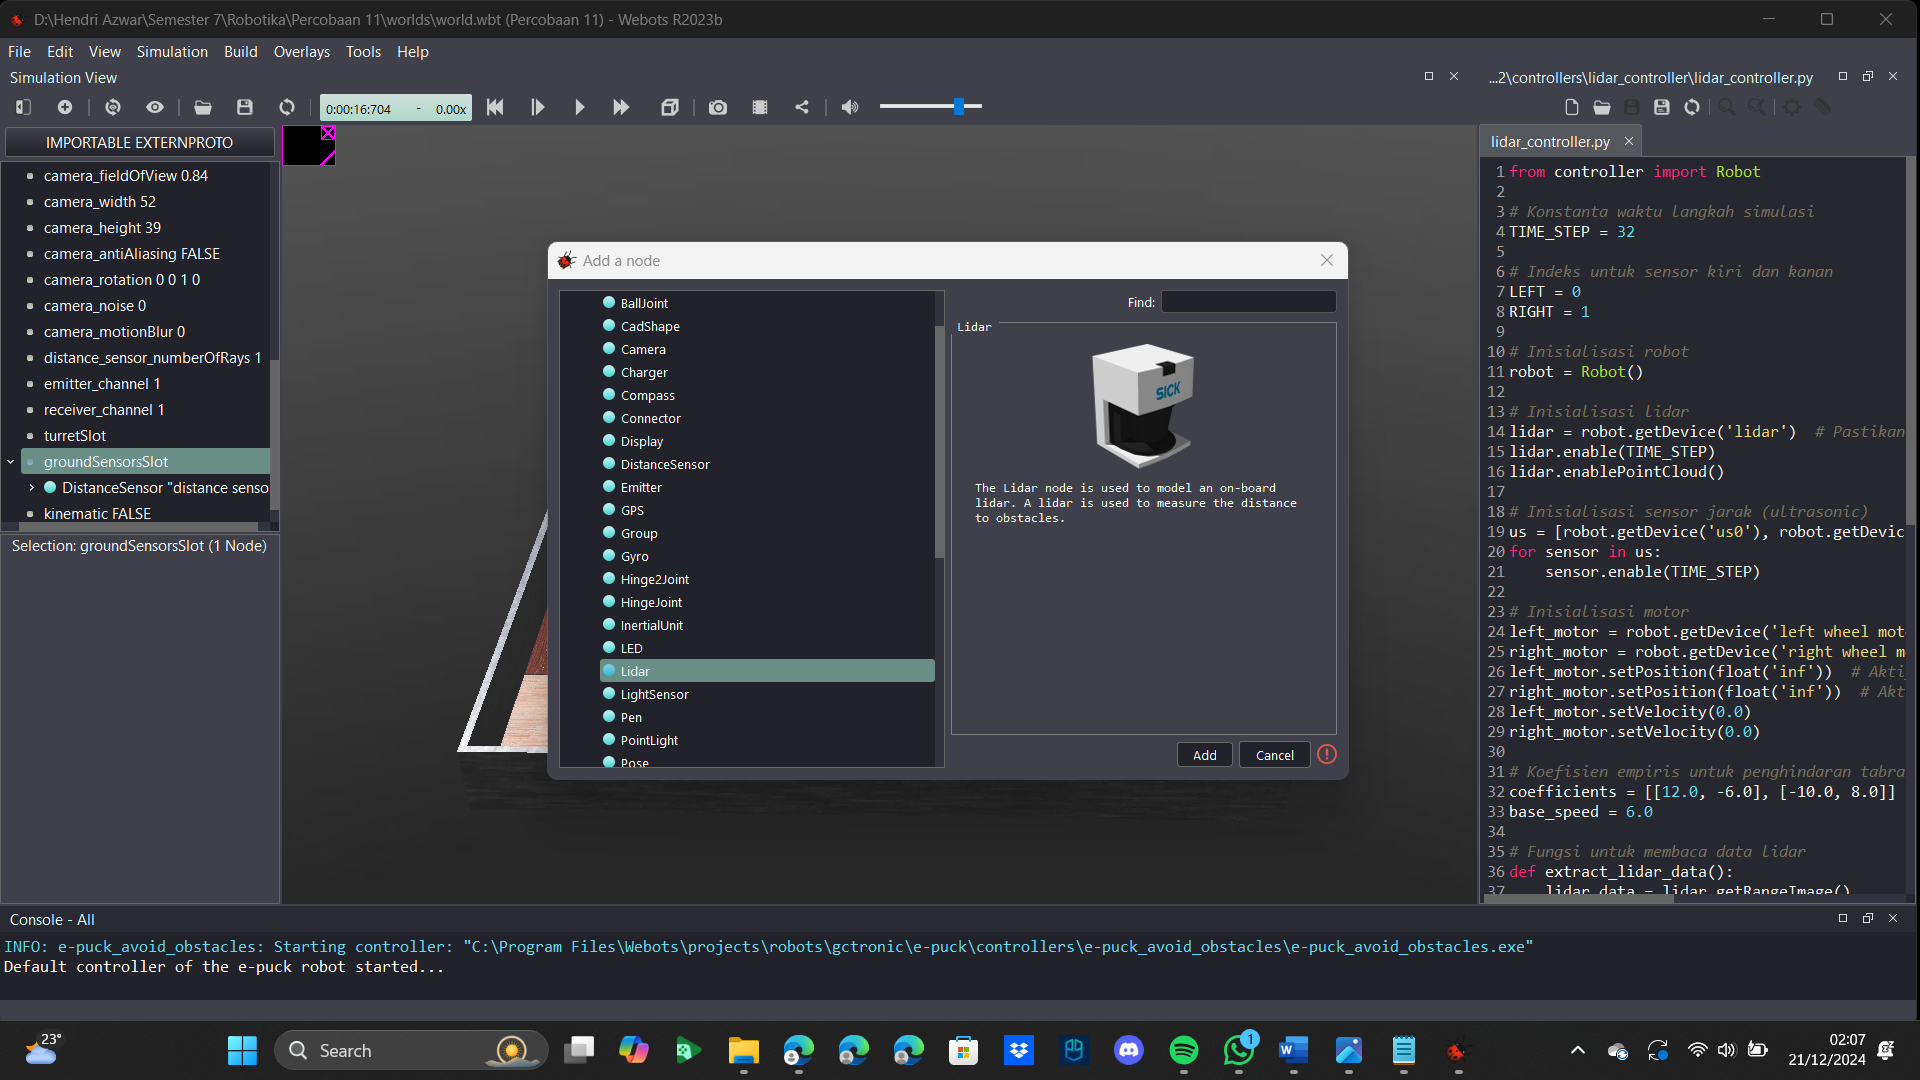 D:\Hendri Azwar\Semester 7\Robotika\Percobaan 11\worlds\world.wbt (Percobaan 11) - Webots R2023b
File Edit View Simulation Build Overlays Tools Help
Simulation View
0:00:16:704 - 0.00x
IMPORTABLE EXTERNPROTO
camera_fieldOfView 0.84
camera_width 52
camera_height 39
camera_antiAliasing FALSE
camera_rotation 0 0 1 0
camera_noise 0
camera_motionBlur 0
distance_sensor_numberOfRays 1
emitter_channel 1
receiver_channel 1
turretSlot
groundSensorsSlot
DistanceSensor "distance senso
kinematic FALSE
Selection: groundSensorsSlot (1 Node)
Add a node
BallJoint
CadShape
Camera
Charger
Compass
Connector
Display
DistanceSensor
Emitter
GPS
Group
Gyro
Hinge2Joint
HingeJoint
InertialUnit
LED
Lidar
LightSensor
Pen
PointLight
Pose
Find:
Lidar
SICK
The Lidar node is used to model an on-board
lidar. A lidar is used to measure the distance
to obstacles.
Add Cancel
...2\controllers\lidar_controller\lidar_controller.py
lidar_controller.py
1 from controller import Robot
2
3 # Konstanta waktu langkah simulasi
4 TIME_STEP = 32
5
6 # Indeks untuk sensor kiri dan kanan
7 LEFT = 0
8 RIGHT = 1
9
10 # Inisialisasi robot
11 robot = Robot()
12
13 # Inisialisasi lidar
14 lidar = robot.getDevice('lidar')  # Pastikan
15 lidar.enable(TIME_STEP)
16 lidar.enablePointCloud()
17
18 # Inisialisasi sensor jarak (ultrasonic)
19 us = [robot.getDevice('us0'), robot.getDevic
20 for sensor in us:
21     sensor.enable(TIME_STEP)
22
23 # Inisialisasi motor
24 left_motor = robot.getDevice('left wheel mot
25 right_motor = robot.getDevice('right wheel m
26 left_motor.setPosition(float('inf'))  # Akti
27 right_motor.setPosition(float('inf'))  # Akt
28 left_motor.setVelocity(0.0)
29 right_motor.setVelocity(0.0)
30
31 # Koefisien empiris untuk penghindaran tabra
32 coefficients = [[12.0, -6.0], [-10.0, 8.0]]
33 base_speed = 6.0
34
35 # Fungsi untuk membaca data lidar
36 def extract_lidar_data():
37     lidar_data = lidar.getRangeImage()
Console - All
INFO: e-puck_avoid_obstacles: Starting controller: "C:\Program Files\Webots\projects\robots\gctronic\e-puck\controllers\e-puck_avoid_obstacles\e-puck_avoid_obstacles.exe"
Default controller of the e-puck robot started...
23°
Search
1
02:07
21/12/2024